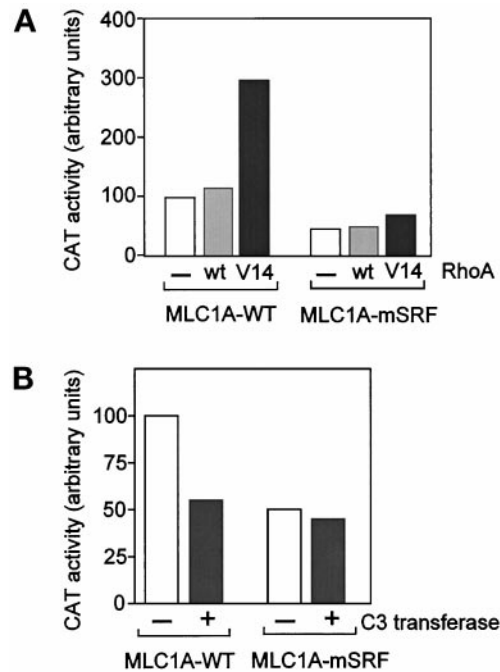 A
CAT activity (arbitrary units)
400
300
200
100
0
– wt V14 – wt V14 RhoA
MLC1A-WT MLC1A-mSRF
B
CAT activity (arbitrary units)
100
75
50
25
0
– + – + C3 transferase
MLC1A-WT MLC1A-mSRF